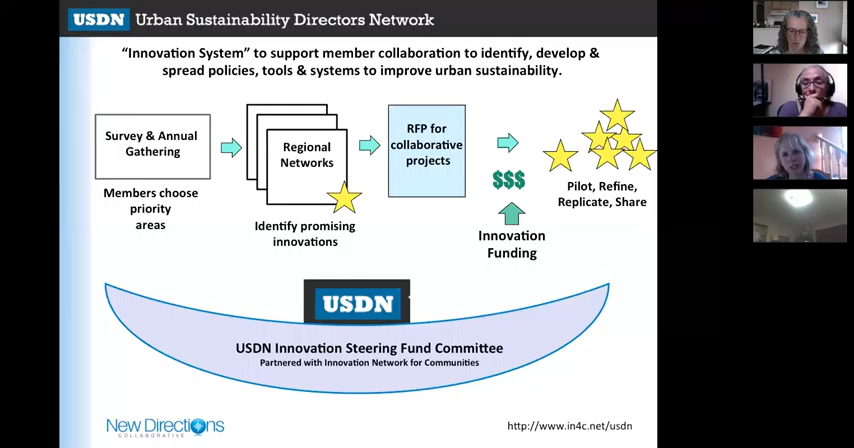 USDN Urban Sustainability Directors Network
“Innovation System” to support member collaboration to identify, develop &
spread policies, tools & systems to improve urban sustainability.
Survey & Annual
Gathering
Members choose
priority
areas
Regional
Networks
Identify promising
innovations
RFP for
collaborative
projects
$$$
Innovation
Funding
Pilot, Refine,
Replicate, Share
USDN
USDN Innovation Steering Fund Committee
Partnered with Innovation Network for Communities
New Directions
COLLABORATIVE
http://www.in4c.net/usdn